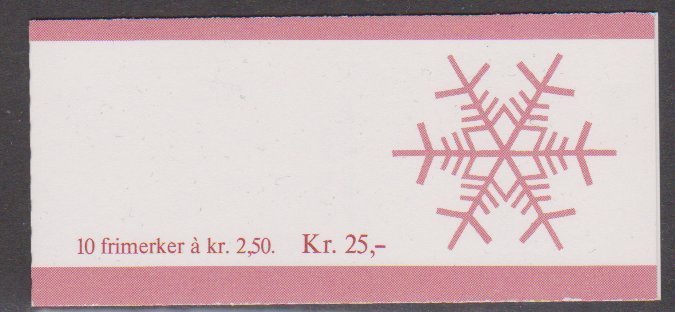 10 frimerker à kr. 2,50. Kr. 25,–